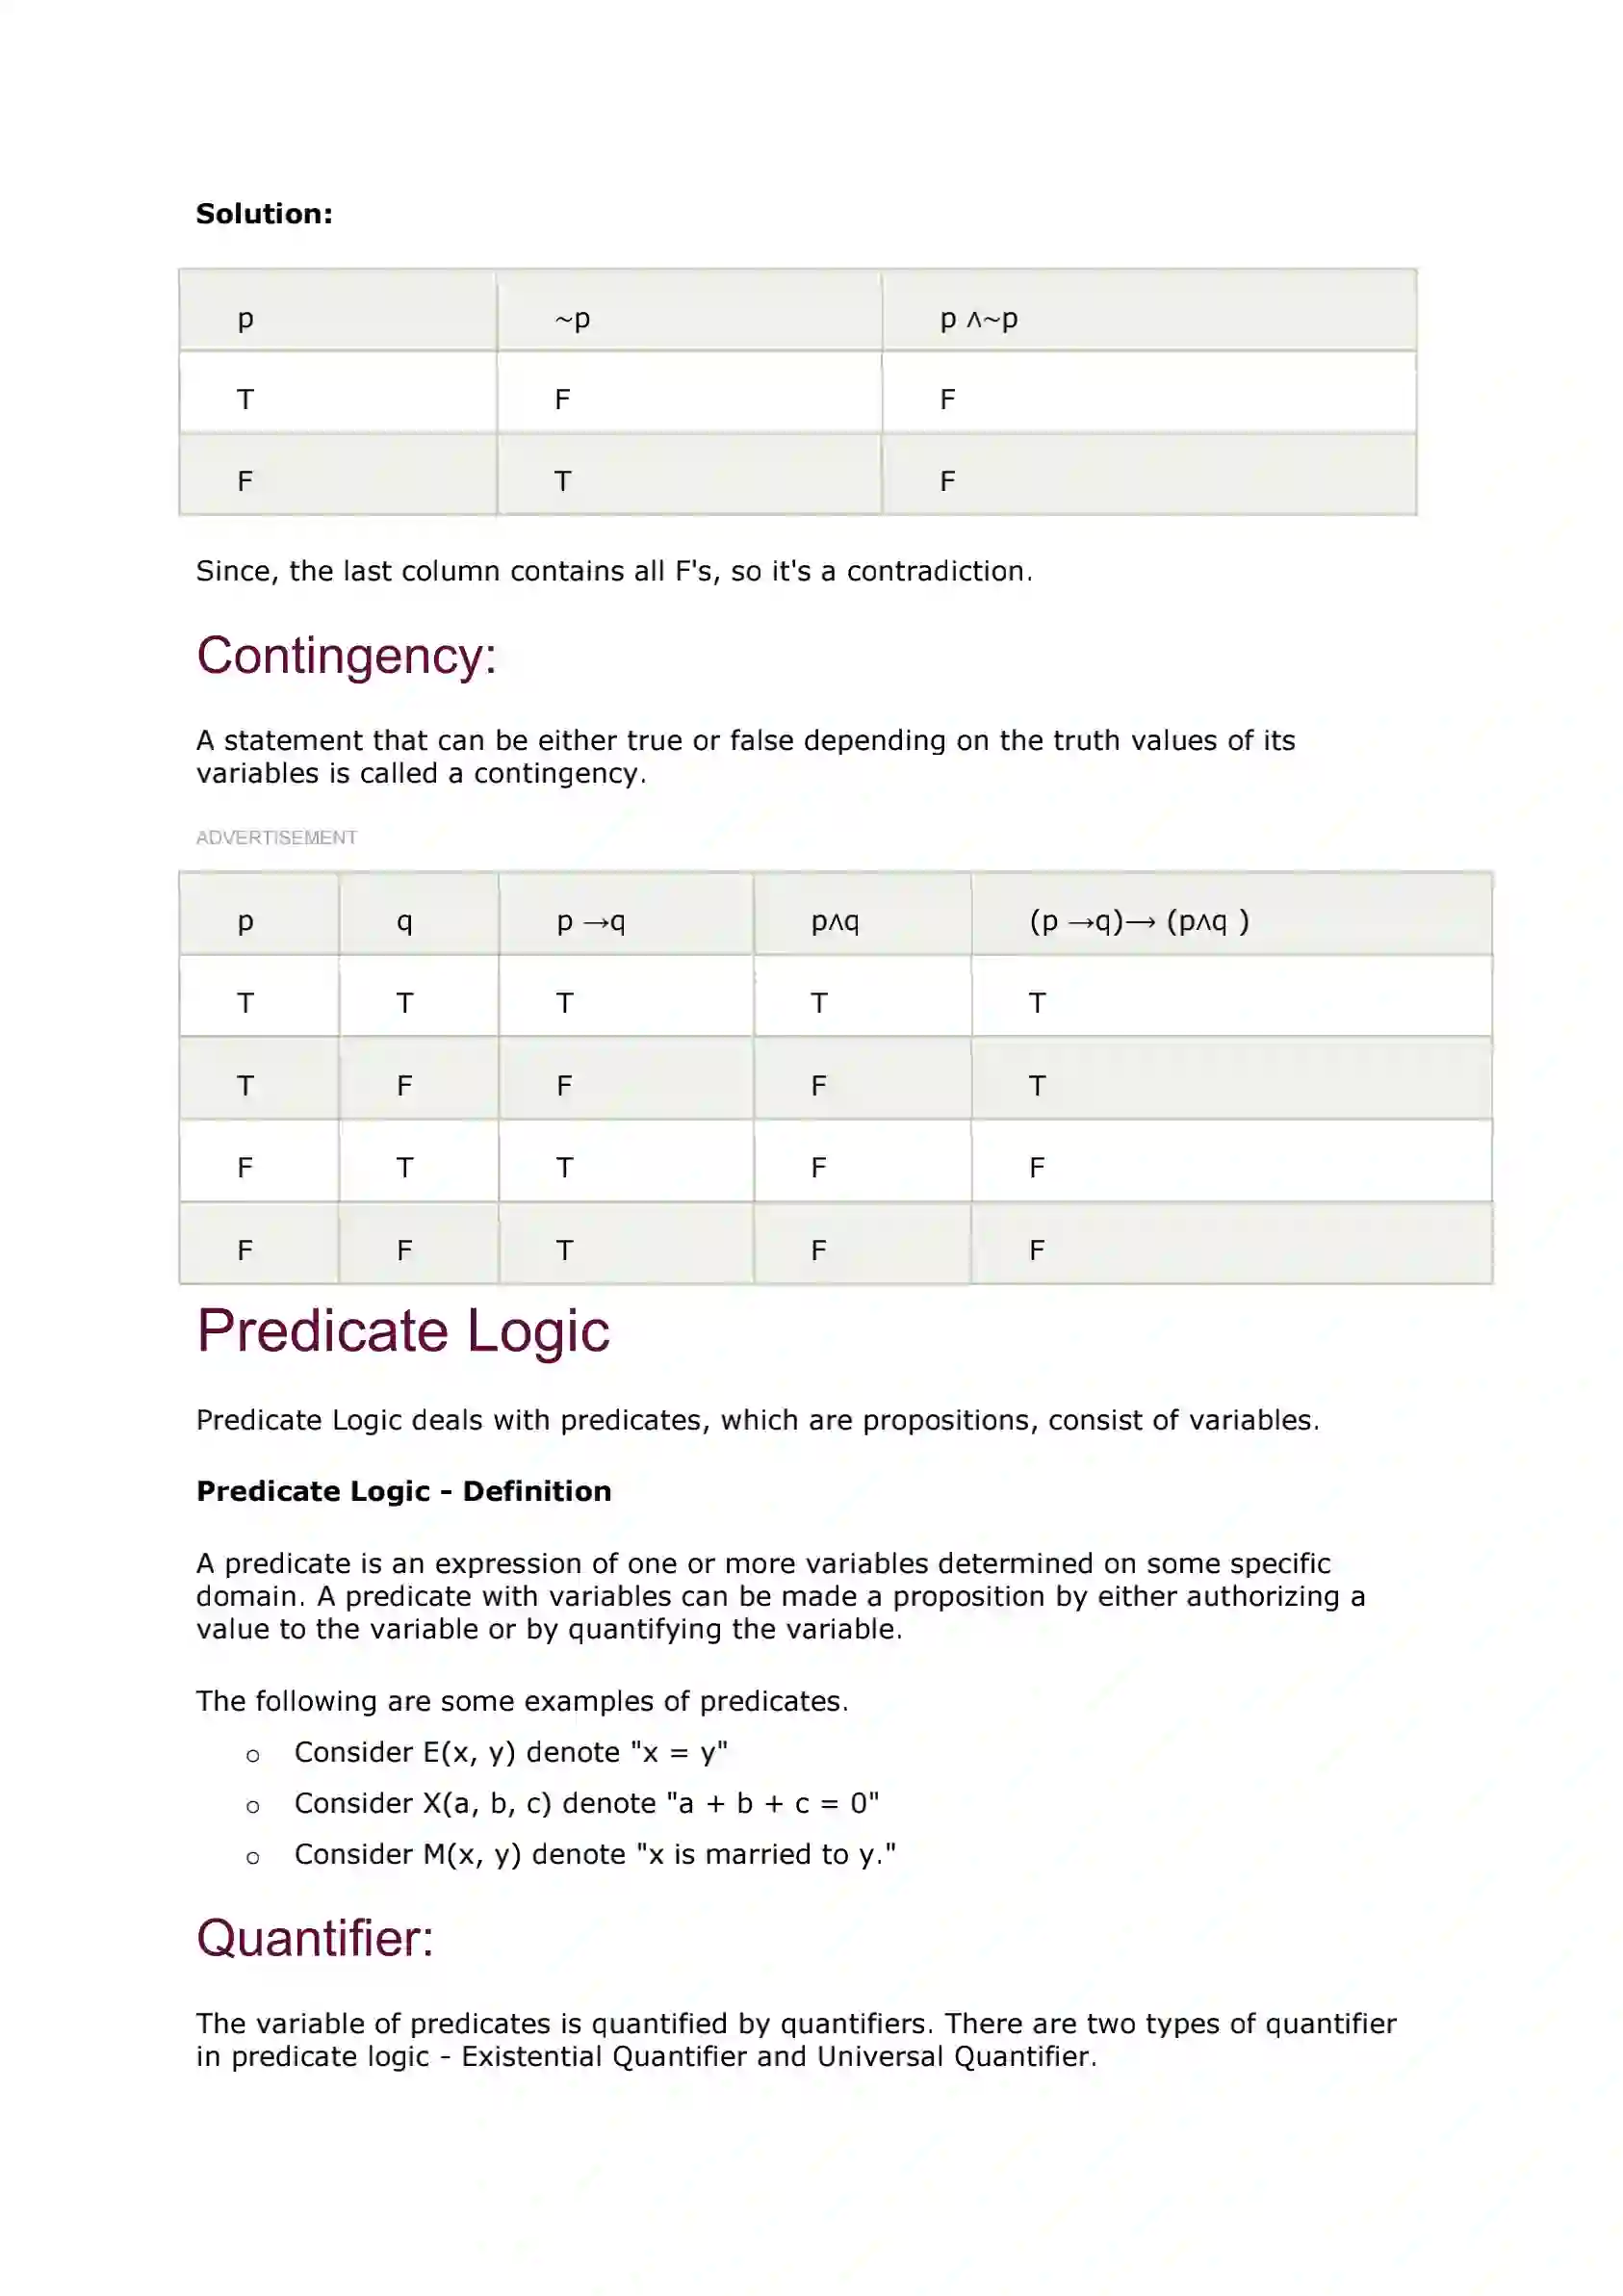 Solution:
p ~p p ∧~p
T F F
F T F
Since, the last column contains all F's, so it's a contradiction.
Contingency:
A statement that can be either true or false depending on the truth values of its
variables is called a contingency.
ADVERTISEMENT
p q p →q p∧q (p →q)⟶ (p∧q )
T T T T T
T F F F T
F T T F F
F F T F F
Predicate Logic
Predicate Logic deals with predicates, which are propositions, consist of variables.
Predicate Logic - Definition
A predicate is an expression of one or more variables determined on some specific
domain. A predicate with variables can be made a proposition by either authorizing a
value to the variable or by quantifying the variable.
The following are some examples of predicates.
o Consider E(x, y) denote "x = y"
o Consider X(a, b, c) denote "a + b + c = 0"
o Consider M(x, y) denote "x is married to y."
Quantifier:
The variable of predicates is quantified by quantifiers. There are two types of quantifier
in predicate logic - Existential Quantifier and Universal Quantifier.